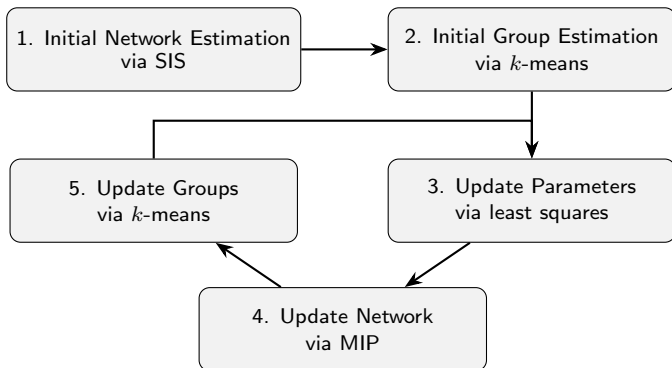 1. Initial Network Estimation
via SIS
2. Initial Group Estimation
via k-means
3. Update Parameters
via least squares
4. Update Network
via MIP
5. Update Groups
via k-means